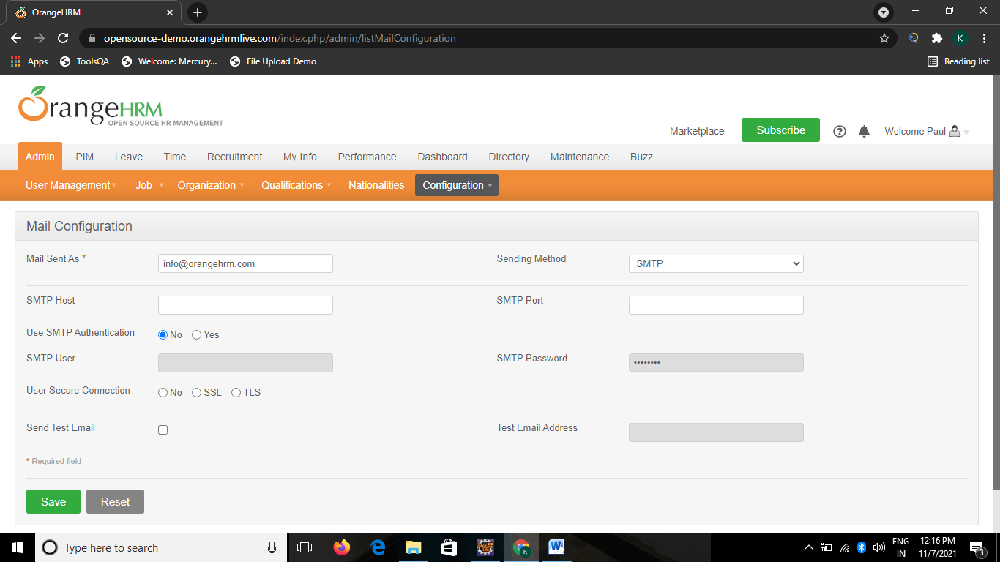 OrangeHRM
opensource-demo.orangehrmlive.com/index.php/admin/listMailConfiguration
K
Apps ToolsQA Welcome: Mercury... File Upload Demo Reading list
OrangeHRM
OPEN SOURCE HR MANAGEMENT
Marketplace Subscribe Welcome Paul
Admin PIM Leave Time Recruitment My Info Performance Dashboard Directory Maintenance Buzz
User Management Job Organization Qualifications Nationalities Configuration
Mail Configuration
Mail Sent As * info@orangehrm.com Sending Method SMTP
SMTP Host SMTP Port
Use SMTP Authentication No Yes
SMTP User SMTP Password ••••••••
User Secure Connection No SSL TLS
Send Test Email Test Email Address
* Required field
Save Reset
Type here to search ENG IN 12:16 PM 11/7/2021 3